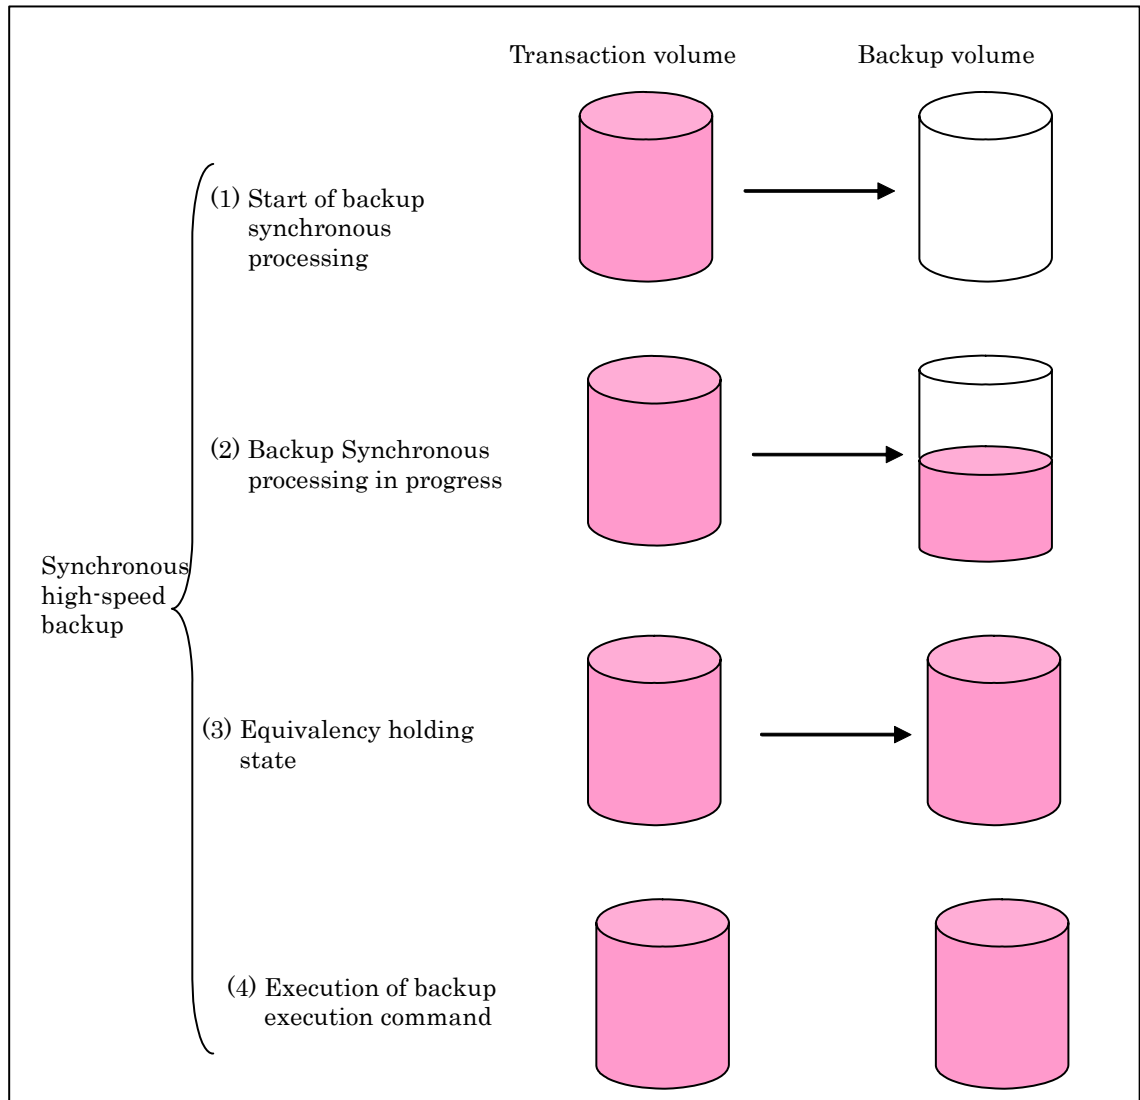 Transaction volume
Backup volume
(1) Start of backup
synchronous
processing
(2) Backup Synchronous
processing in progress
Synchronous
high-speed
backup
(3) Equivalency holding
state
(4) Execution of backup
execution command